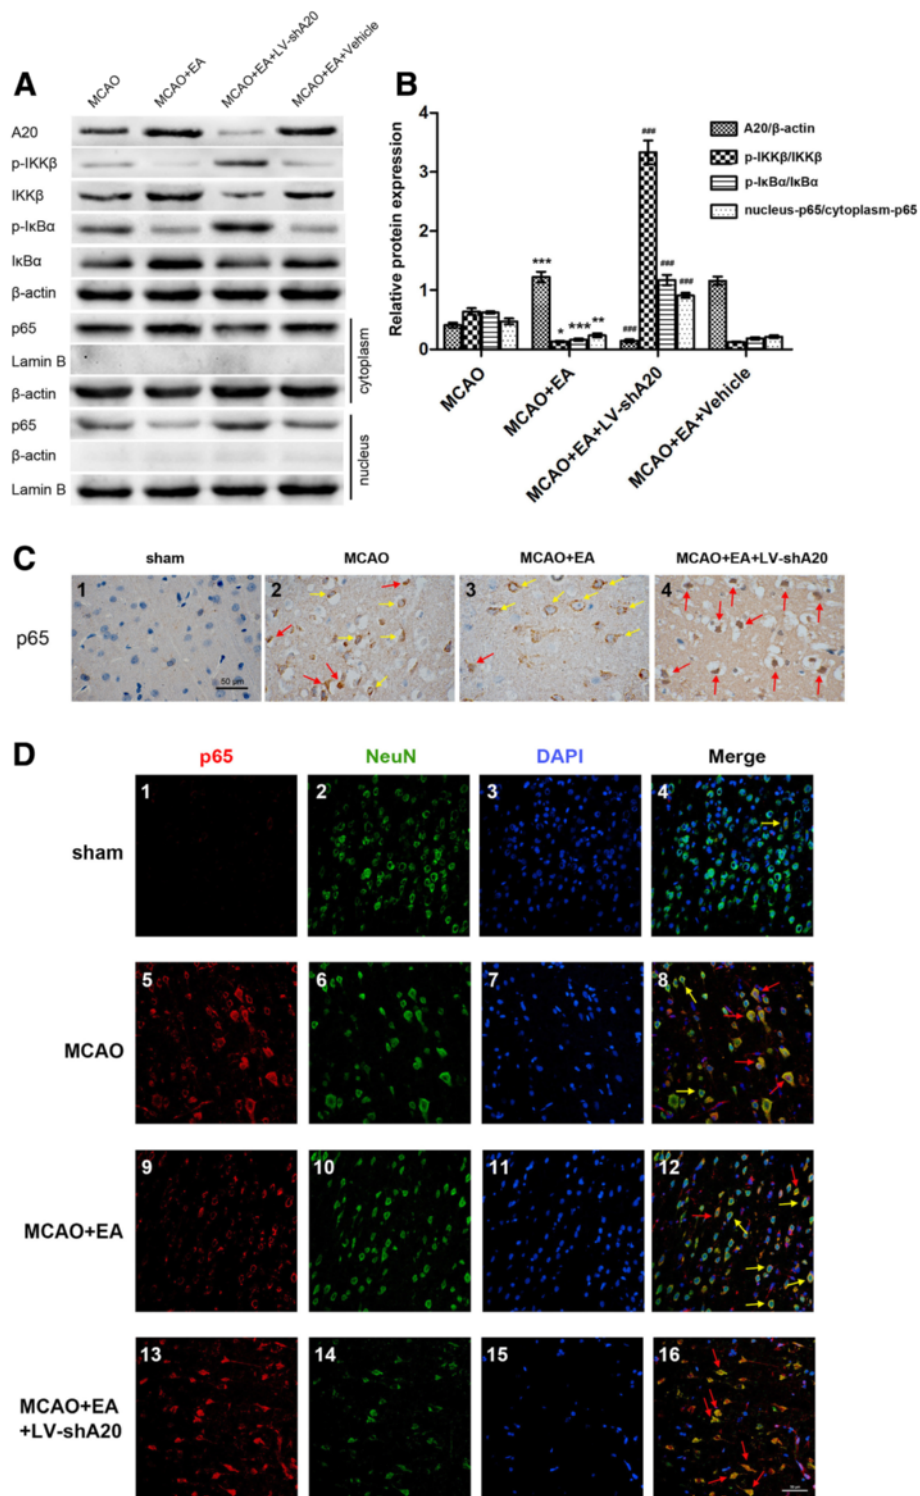 A
MCAO
MCAO+EA
MCAO+EA+LV-shA20
MCAO+EA+Vehicle
A20
p-IKKβ
IKKβ
p-IκBα
IκBα
β-actin
p65
Lamin B
β-actin
cytoplasm
p65
β-actin
Lamin B
nucleus
B
Relative protein expression
4
3
2
1
0
***
*
***
**
###
###
###
###
MCAO
MCAO+EA
MCAO+EA+LV-shA20
MCAO+EA+Vehicle
A20/β-actin
p-IKKβ/IKKβ
p-IκBα/IκBα
nucleus-p65/cytoplasm-p65
C
sham
MCAO
MCAO+EA
MCAO+EA+LV-shA20
p65
1
50 μm
2
3
4
D
p65
NeuN
DAPI
Merge
sham
1
2
3
4
MCAO
5
6
7
8
MCAO+EA
9
10
11
12
MCAO+EA
+LV-shA20
13
14
15
16